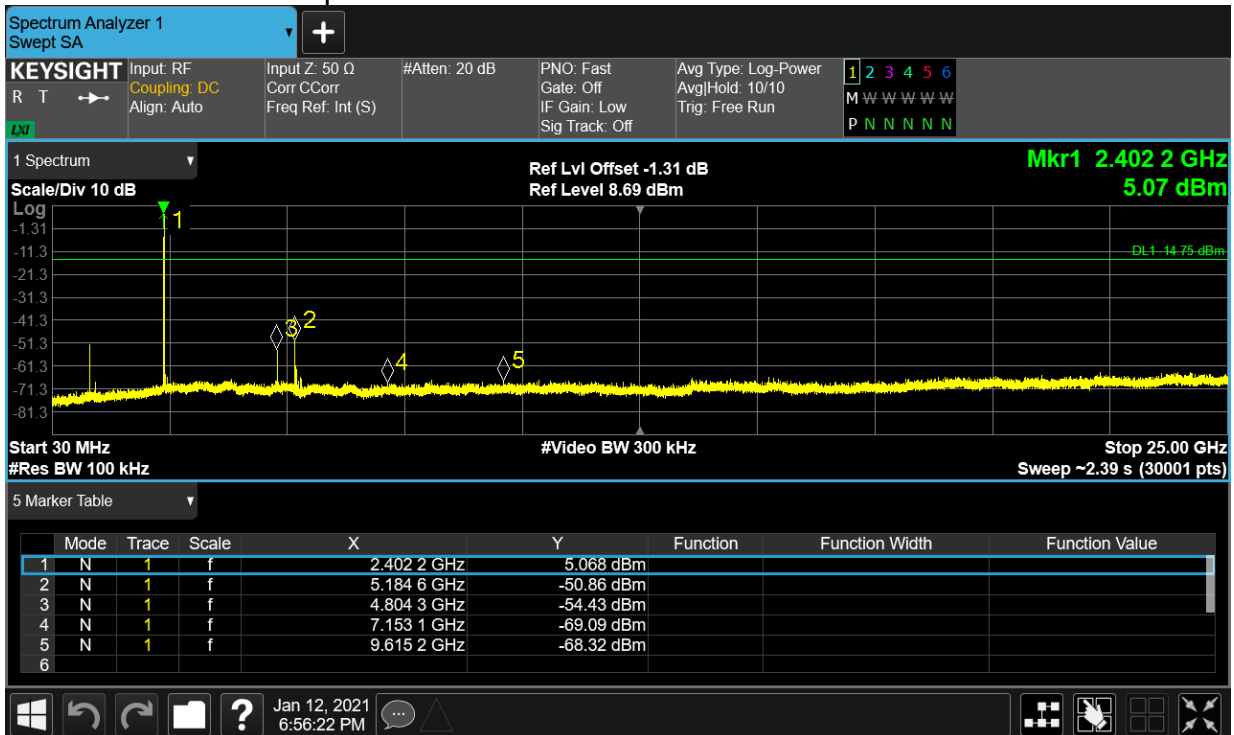 Spectrum Analyzer 1
Swept SA
+
KEYSIGHT Input: RF Input Z: 50 Ω #Atten: 20 dB PNO: Fast Avg Type: Log-Power 1 2 3 4 5 6
R T Coupling: DC Corr CCorr Gate: Off Avg|Hold: 10/10 M W W W W W
Align: Auto Freq Ref: Int (S) IF Gain: Low Trig: Free Run
LXI Sig Track: Off P N N N N N
1 Spectrum Ref Lvl Offset -1.31 dB Mkr1 2.402 2 GHz
Scale/Div 10 dB Ref Level 8.69 dBm 5.07 dBm
Log
1
-1.31
-11.3 DL1 -14.75 dBm
-21.3
-31.3
-41.3 3 2
-51.3
-61.3 4 5
-71.3
-81.3
Start 30 MHz #Video BW 300 kHz Stop 25.00 GHz
#Res BW 100 kHz Sweep ~2.39 s (30001 pts)
5 Marker Table
Mode Trace Scale X Y Function Function Width Function Value
1 N 1 f 2.402 2 GHz 5.068 dBm
2 N 1 f 5.184 6 GHz -50.86 dBm
3 N 1 f 4.804 3 GHz -54.43 dBm
4 N 1 f 7.153 1 GHz -69.09 dBm
5 N 1 f 9.615 2 GHz -68.32 dBm
6
? Jan 12, 2021
6:56:22 PM